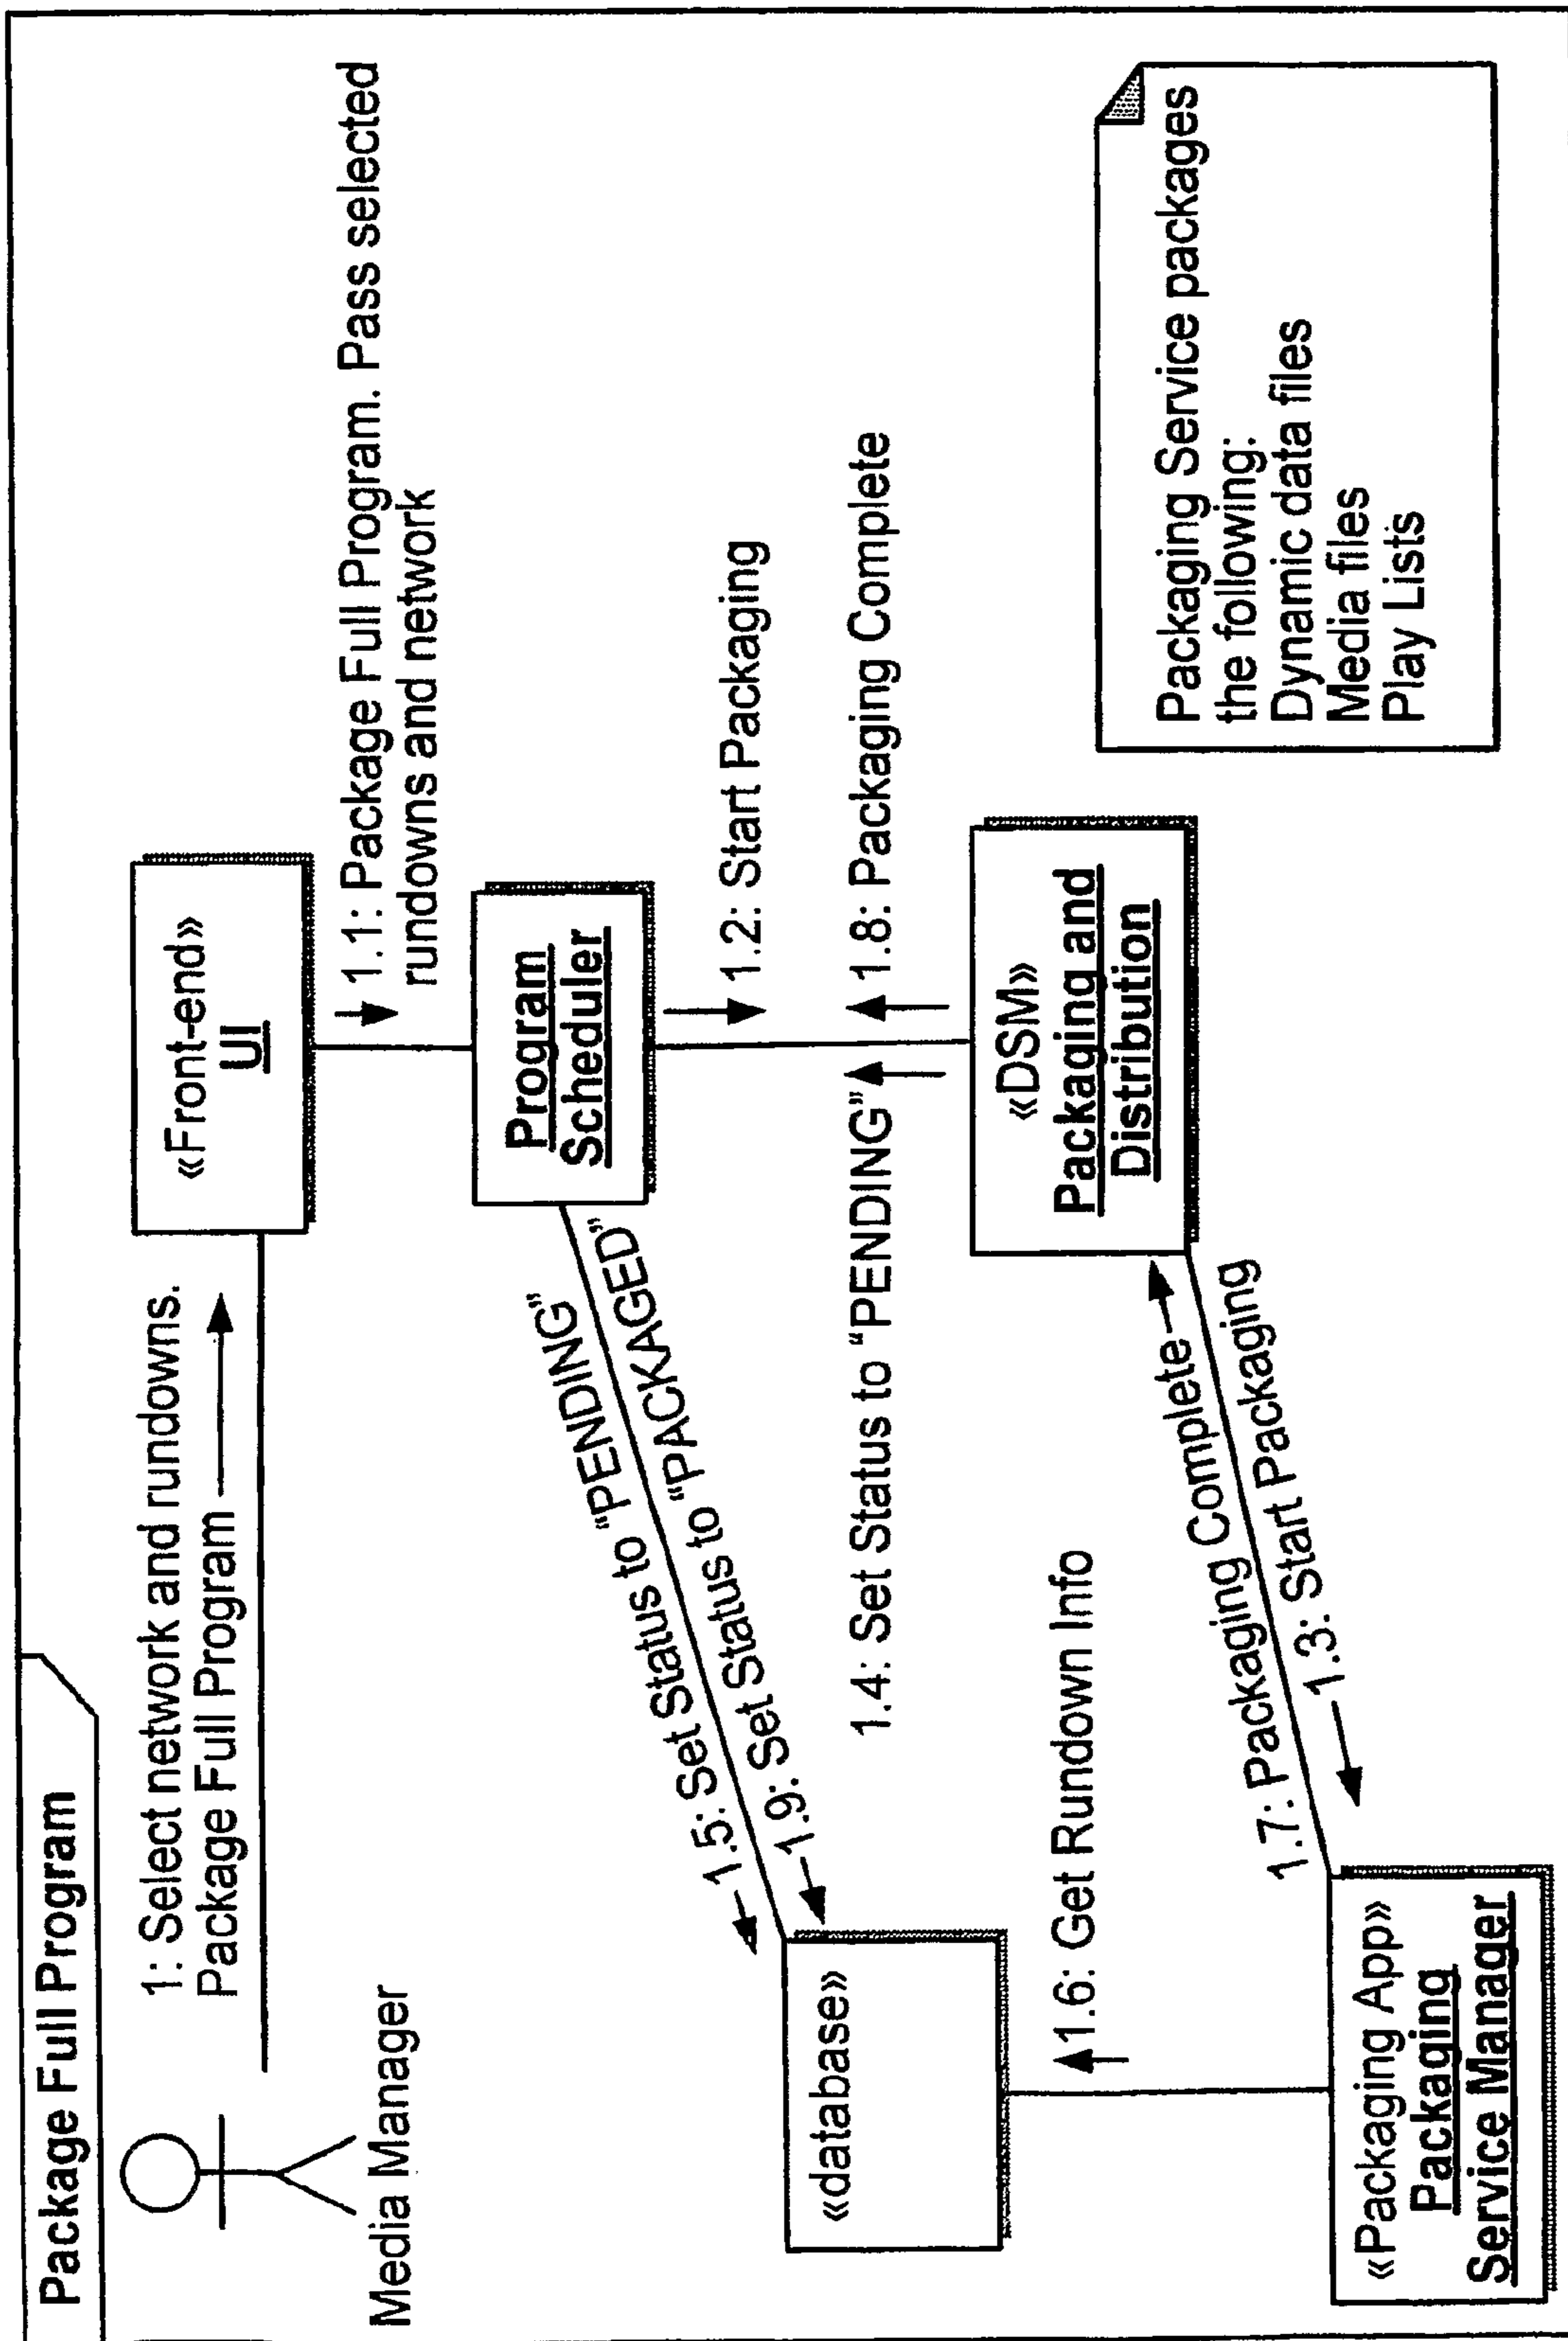 Package Full Program
1: Select network and rundowns.
Package Full Program
Media Manager
«Front-end»
UI
1.1: Package Full Program. Pass selected
rundowns and network
Program
Scheduler
1.5: Set Status to “PENDING”
1.9: Set Status to “PACKAGED”
1.2: Start Packaging
1.4: Set Status to “PENDING”
1.8: Packaging Complete
«database»
«DSM»
Packaging and
Distribution
1.6: Get Rundown Info
1.7: Packaging Complete
1.3: Start Packaging
«Packaging App»
Packaging
Service Manager
Packaging Service packages
the following:
Dynamic data files
Media files
Play Lists